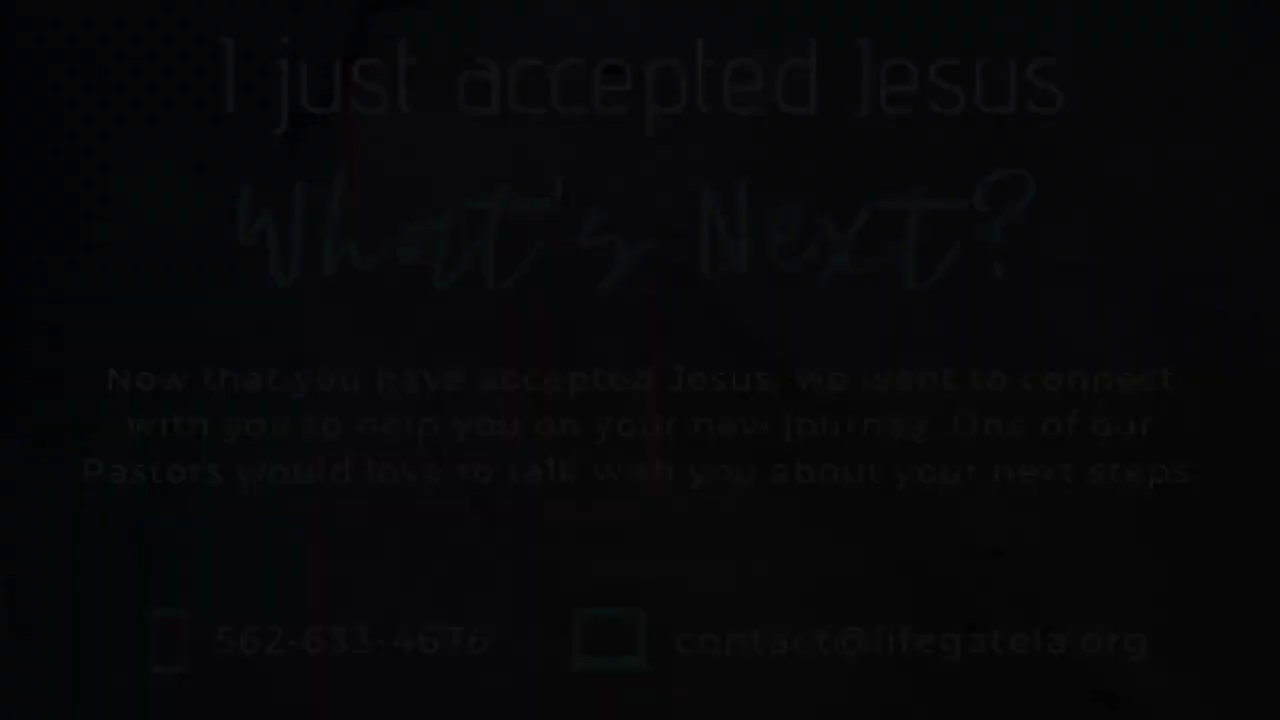 I just accepted Jesus
What's Next?
Now that you have accepted Jesus, we want to connect
with you to help you on your new journey. One of our
Pastors would love to talk with you about your next steps.
562-633-4676
contact@lifegatela.org